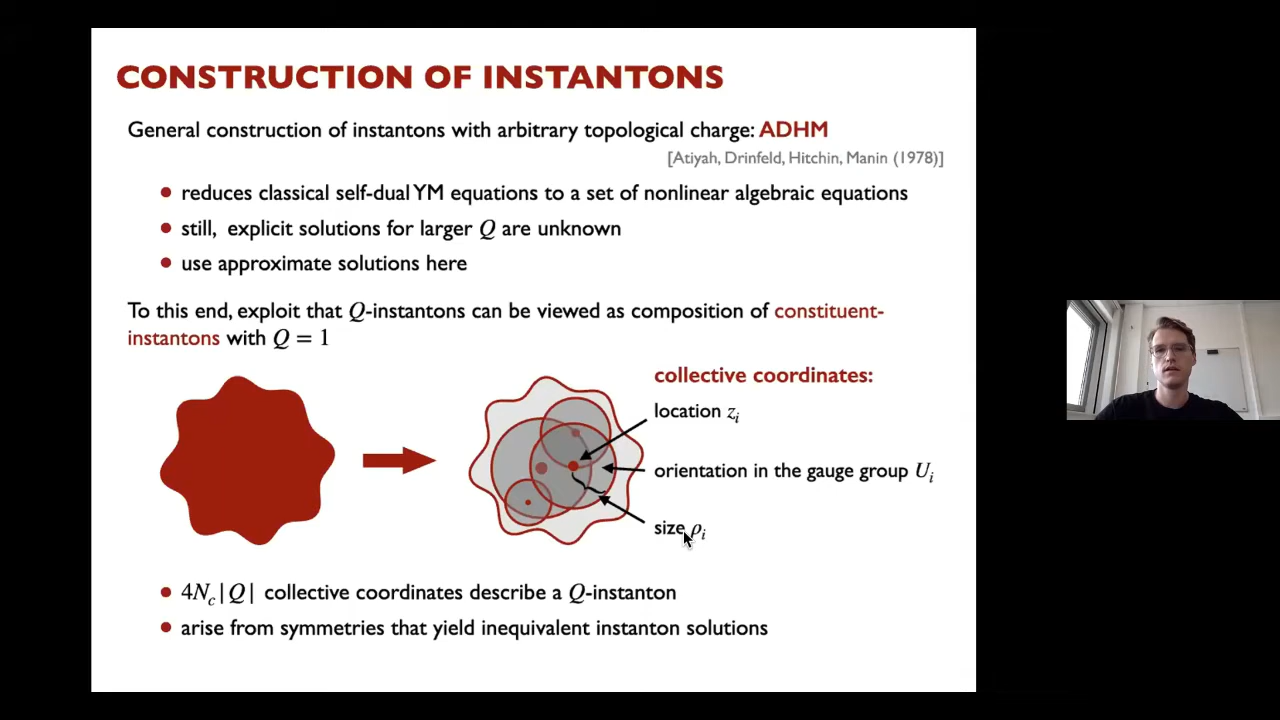 CONSTRUCTION OF INSTANTONS
General construction of instantons with arbitrary topological charge: ADHM
[Atiyah, Drinfeld, Hitchin, Manin (1978)]
• reduces classical self-dual YM equations to a set of nonlinear algebraic equations
• still, explicit solutions for larger Q are unknown
• use approximate solutions here
To this end, exploit that Q-instantons can be viewed as composition of constituent-
instantons with Q = 1
collective coordinates:
location zᵢ
orientation in the gauge group Uᵢ
size ρᵢ
• 4N_c|Q| collective coordinates describe a Q-instanton
• arise from symmetries that yield inequivalent instanton solutions